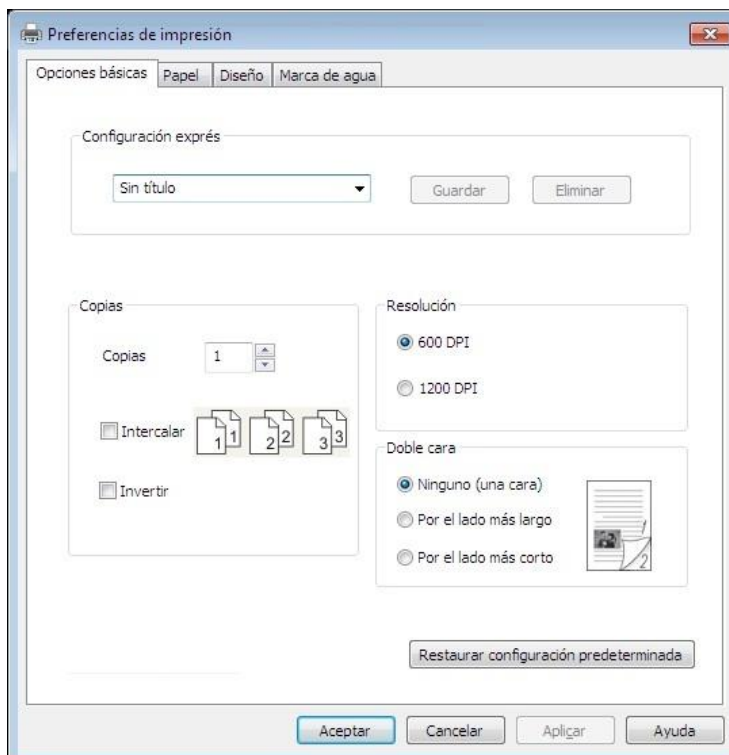 Preferencias de impresión
Opciones básicas Papel Diseño Marca de agua
Configuración exprés
Sin título Guardar Eliminar
Copias
Copias 1
Intercalar 1 1 2 2 3 3
Invertir
Resolución
600 DPI
1200 DPI
Doble cara
Ninguno (una cara)
Por el lado más largo
Por el lado más corto
1
2
Restaurar configuración predeterminada
Aceptar Cancelar Aplicar Ayuda